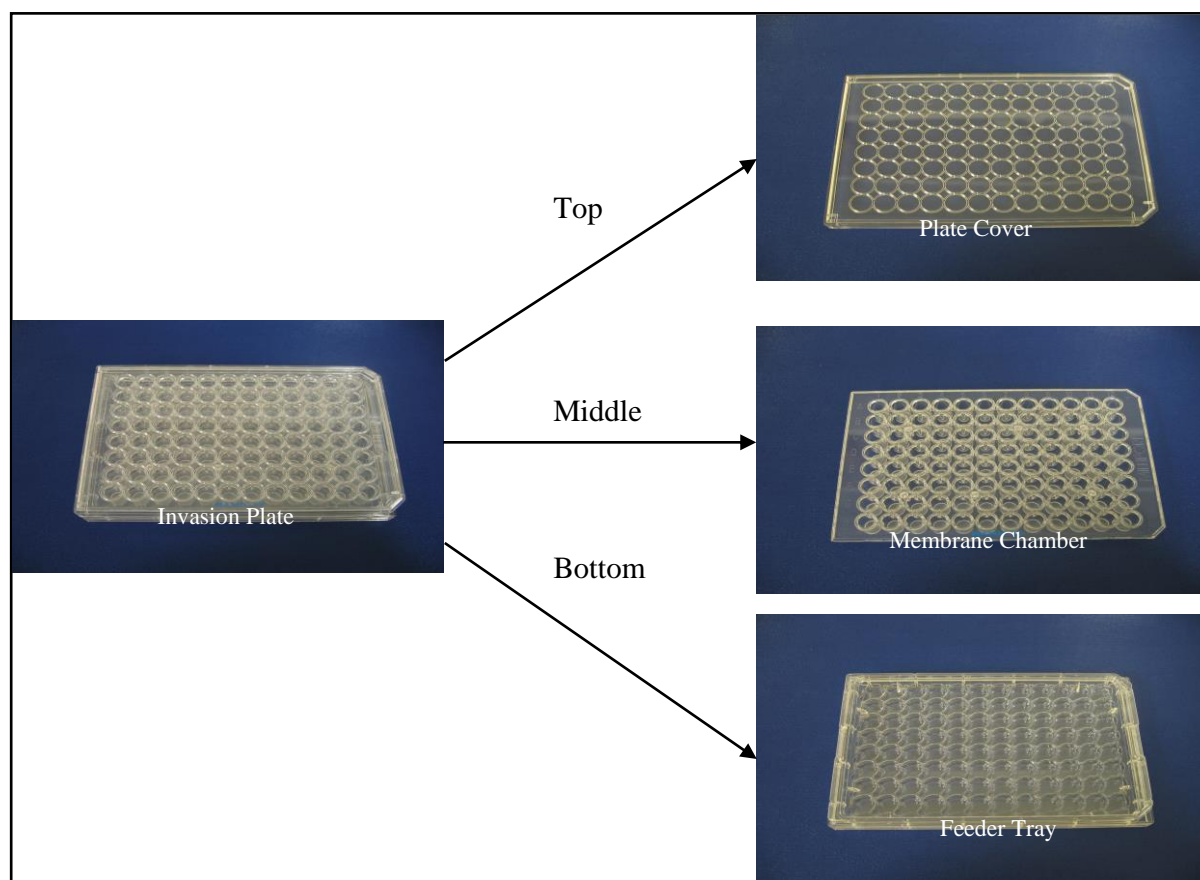 Top
Plate Cover
Invasion Plate
Middle
Membrane Chamber
Bottom
Feeder Tray